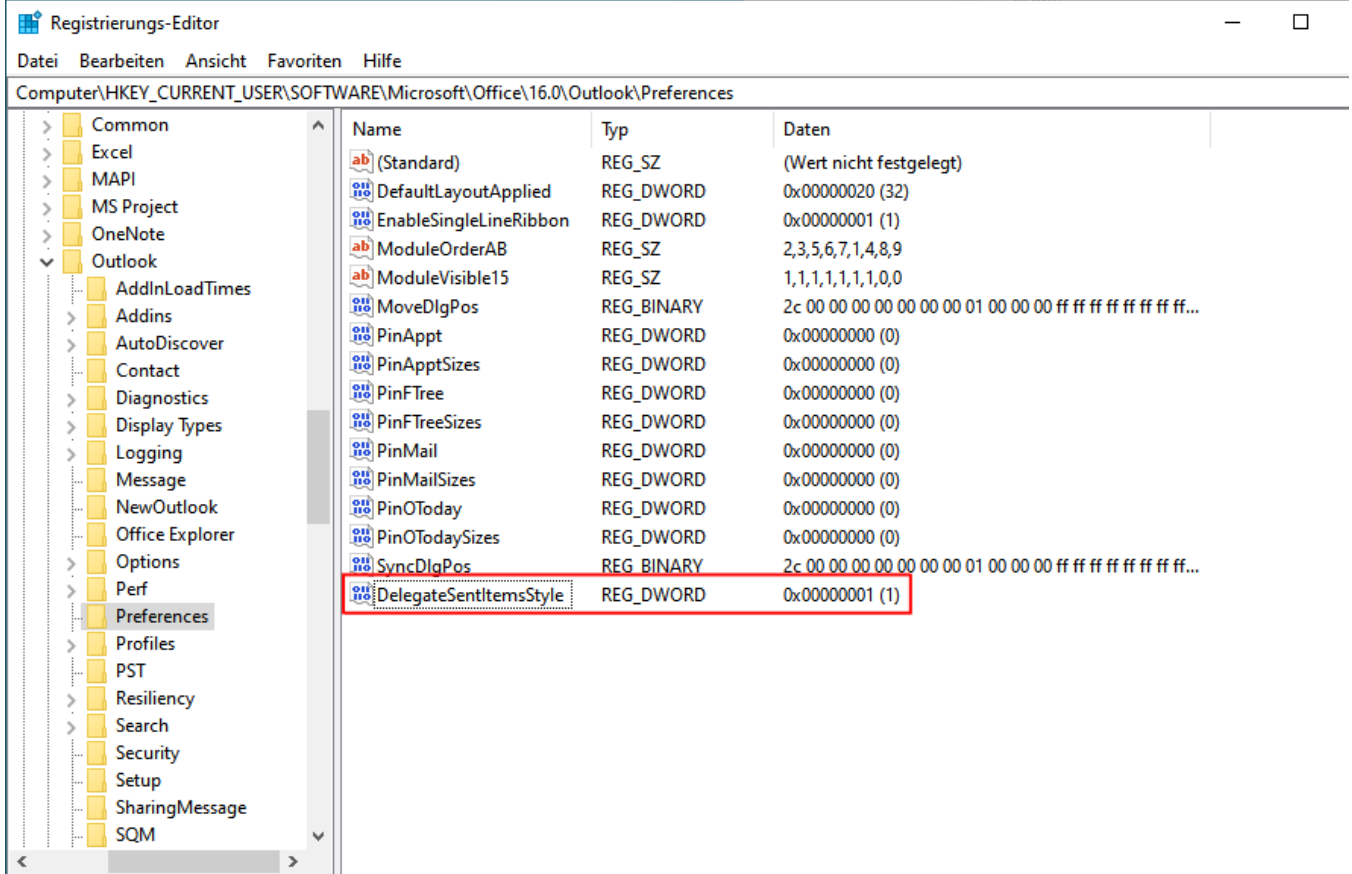 Registrierungs-Editor
Datei Bearbeiten Ansicht Favoriten Hilfe
Computer\HKEY_CURRENT_USER\SOFTWARE\Microsoft\Office\16.0\Outlook\Preferences
Common
Excel
MAPI
MS Project
OneNote
Outlook
AddInLoadTimes
Addins
AutoDiscover
Contact
Diagnostics
Display Types
Logging
Message
NewOutlook
Office Explorer
Options
Perf
Preferences
Profiles
PST
Resiliency
Search
Security
Setup
SharingMessage
SQM
Name Typ Daten
(Standard) REG_SZ (Wert nicht festgelegt)
DefaultLayoutApplied REG_DWORD 0x00000020 (32)
EnableSingleLineRibbon REG_DWORD 0x00000001 (1)
ModuleOrderAB REG_SZ 2,3,5,6,7,1,4,8,9
ModuleVisible15 REG_SZ 1,1,1,1,1,1,1,0,0
MoveDlgPos REG_BINARY 2c 00 00 00 00 00 00 00 01 00 00 00 ff ff ff ff ff ff ff ff...
PinAppt REG_DWORD 0x00000000 (0)
PinApptSizes REG_DWORD 0x00000000 (0)
PinFTree REG_DWORD 0x00000000 (0)
PinFTreeSizes REG_DWORD 0x00000000 (0)
PinMail REG_DWORD 0x00000000 (0)
PinMailSizes REG_DWORD 0x00000000 (0)
PinOToday REG_DWORD 0x00000000 (0)
PinOTodaySizes REG_DWORD 0x00000000 (0)
SyncDlgPos REG_BINARY 2c 00 00 00 00 00 00 00 01 00 00 00 ff ff ff ff ff ff ff ff...
DelegateSentItemsStyle REG_DWORD 0x00000001 (1)